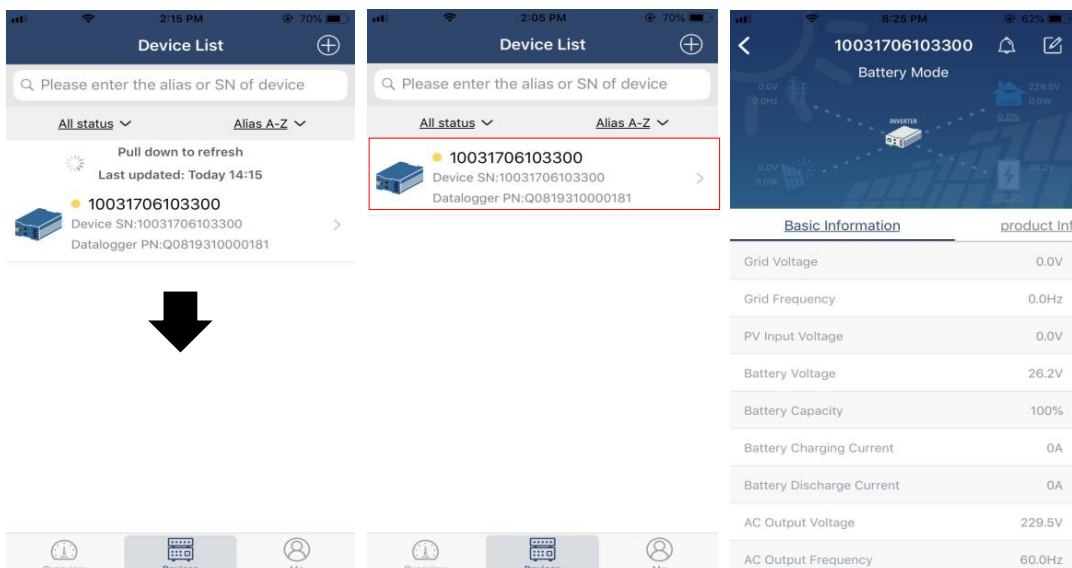 2:15 PM
70%
Device List
Please enter the alias or SN of device
All status
Alias A-Z
Pull down to refresh
Last updated: Today 14:15
10031706103300
Device SN:10031706103300
Datalogger PN:Q0819310000181
Devices
2:05 PM
70%
Device List
Please enter the alias or SN of device
All status
Alias A-Z
10031706103300
Device SN:10031706103300
Datalogger PN:Q0819310000181
Devices
8:25 PM
62%
10031706103300
Battery Mode
0.0V
0.0Hz
229.5V
0.0W
0.0%
INVERTER
0.0V
0.0W
26.2V
100.0%
Basic Information
product Inf
Grid Voltage 0.0V
Grid Frequency 0.0Hz
PV Input Voltage 0.0V
Battery Voltage 26.2V
Battery Capacity 100%
Battery Charging Current 0A
Battery Discharge Current 0A
AC Output Voltage 229.5V
AC Output Frequency 60.0Hz